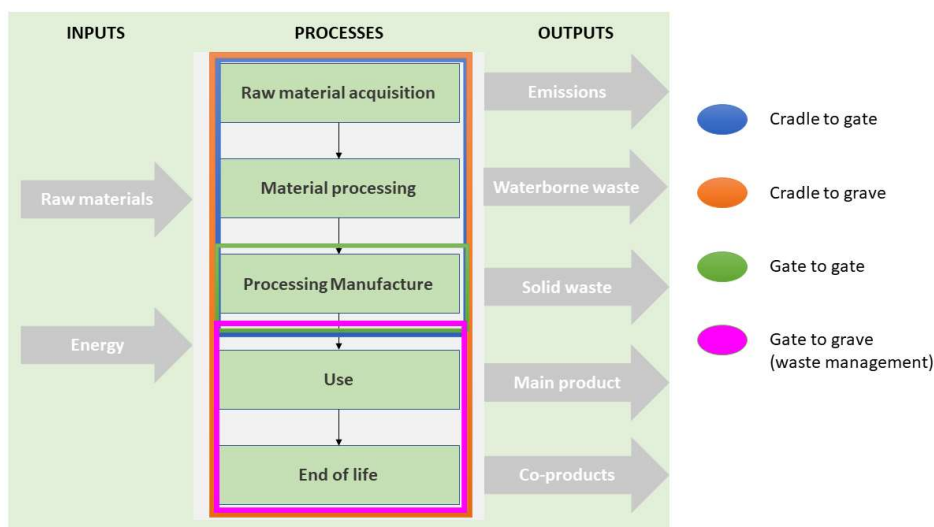 INPUTS
PROCESSES
OUTPUTS
Raw material acquisition
Emissions
Cradle to gate
Material processing
Waterborne waste
Raw materials
Cradle to grave
Processing Manufacture
Solid waste
Gate to gate
Energy
Gate to grave
(waste management)
Use
Main product
End of life
Co-products